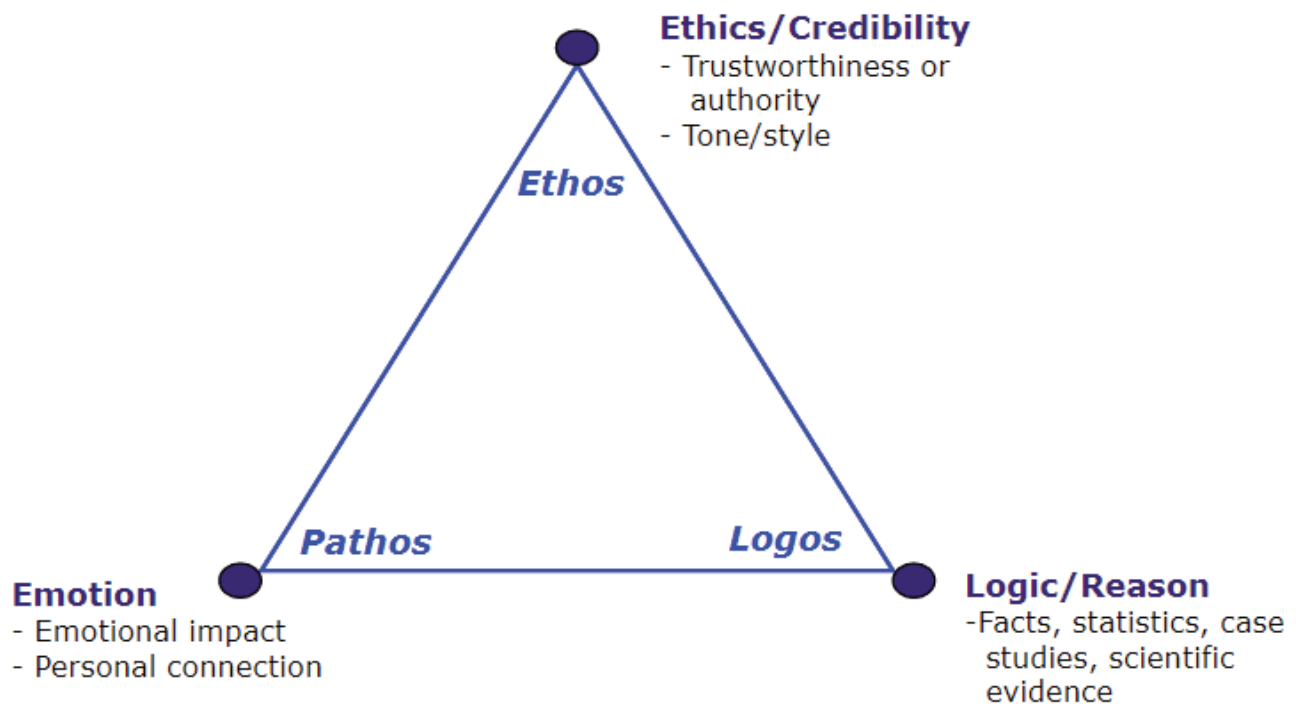 Ethics/Credibility
- Trustworthiness or
authority
- Tone/style
Ethos
Pathos
Logos
Emotion
- Emotional impact
- Personal connection
Logic/Reason
-Facts, statistics, case
studies, scientific
evidence